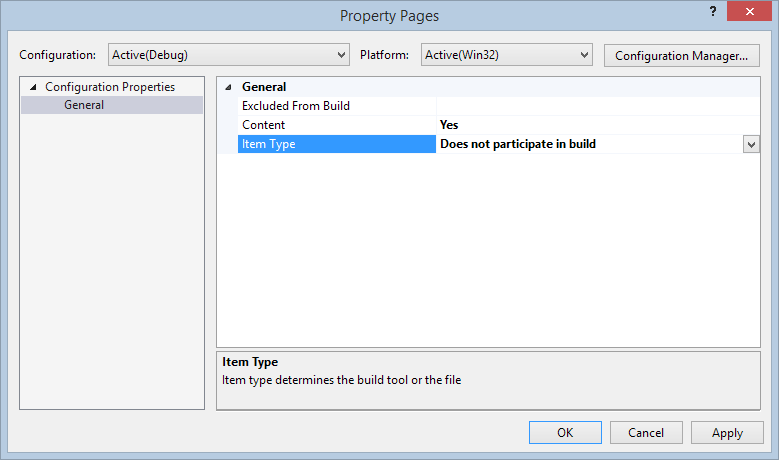 Property Pages
?
Configuration: Active(Debug) Platform: Active(Win32) Configuration Manager...
Configuration Properties
General
General
Excluded From Build
Content Yes
Item Type Does not participate in build
Item Type
Item type determines the build tool or the file
OK Cancel Apply